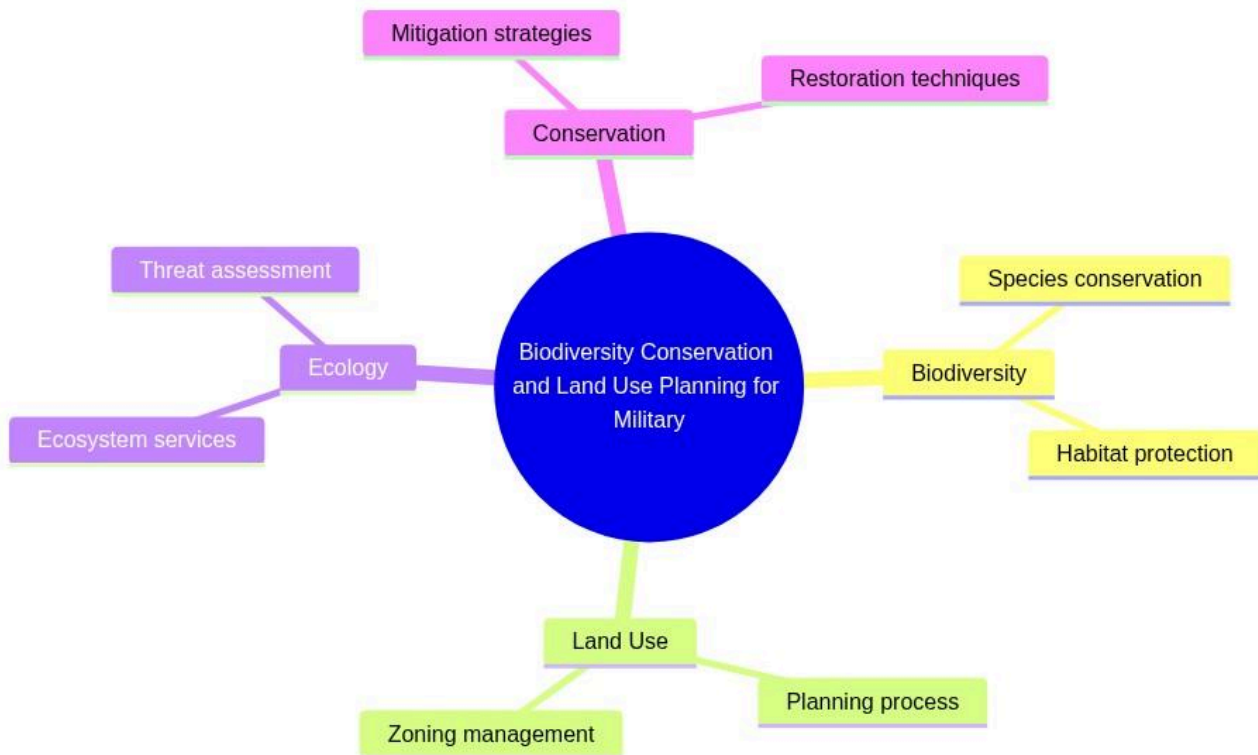 Mitigation strategies
Restoration techniques
Conservation
Threat assessment
Species conservation
Biodiversity Conservation
and Land Use Planning for
Military
Ecology
Biodiversity
Ecosystem services
Habitat protection
Land Use
Planning process
Zoning management